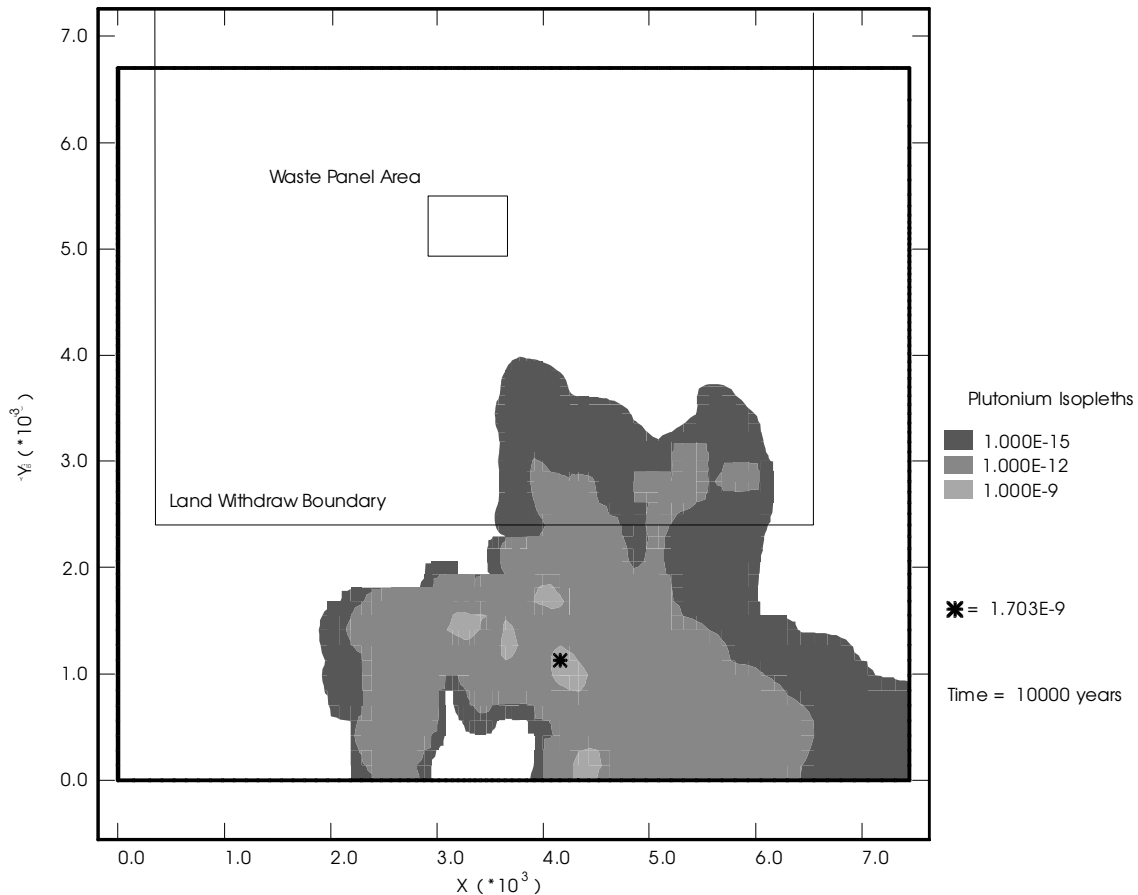 7.0
6.0
5.0
4.0
3.0
2.0
1.0
0.0
Waste Panel Area
Land Withdraw Boundary
Plutonium Isopleths
1.000E-15
1.000E-12
1.000E-9
= 1.703E-9
Time = 10000 years
0.0 1.0 2.0 3.0 4.0 5.0 6.0 7.0
X (*10³)